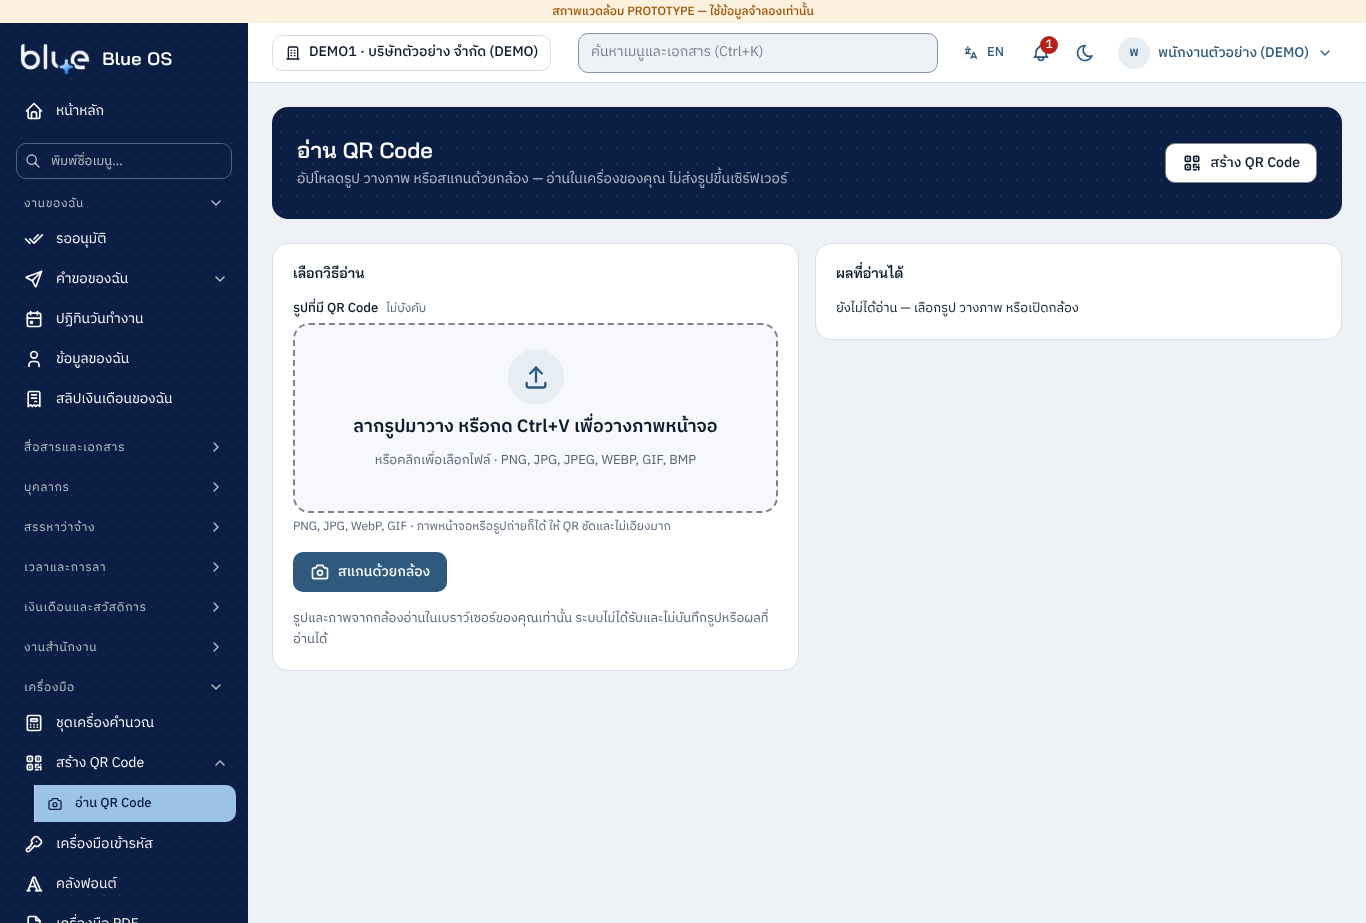 สภาพแวดล้อม PROTOTYPE — ใช้ข้อมูลจำลองเท่านั้น
blue Blue OS
DEMO1 · บริษัทตัวอย่าง จำกัด (DEMO)
ค้นหาเมนูและเอกสาร (Ctrl+K)
EN
1
พ
พนักงานตัวอย่าง (DEMO)
หน้าหลัก
พิมพ์ชื่อเมนู...
งานของฉัน
รออนุมัติ
คำขอของฉัน
ปฏิทินวันทำงาน
ข้อมูลของฉัน
สลิปเงินเดือนของฉัน
สื่อสารและเอกสาร
บุคลากร
สรรหาว่าจ้าง
เวลาและการลา
เงินเดือนและสวัสดิการ
งานสำนักงาน
เครื่องมือ
ชุดเครื่องคำนวณ
สร้าง QR Code
อ่าน QR Code
เครื่องมือเข้ารหัส
คลังฟอนต์
เครื่องมือ PDF
อ่าน QR Code
อัปโหลดรูป วางภาพ หรือสแกนด้วยกล้อง — อ่านในเครื่องของคุณ ไม่ส่งรูปขึ้นเซิร์ฟเวอร์
สร้าง QR Code
เลือกวิธีอ่าน
รูปที่มี QR Code ไม่บังคับ
ลากรูปมาวาง หรือกด Ctrl+V เพื่อวางภาพหน้าจอ
หรือคลิกเพื่อเลือกไฟล์ · PNG, JPG, JPEG, WEBP, GIF, BMP
PNG, JPG, WebP, GIF · ภาพหน้าจอหรือรูปถ่ายก็ได้ ให้ QR ชัดและไม่เอียงมาก
สแกนด้วยกล้อง
รูปและภาพจากกล้องอ่านในเบราว์เซอร์ของคุณเท่านั้น ระบบไม่ได้รับและไม่บันทึกรูปหรือผลที่
อ่านได้
ผลที่อ่านได้
ยังไม่ได้อ่าน — เลือกรูป วางภาพ หรือเปิดกล้อง